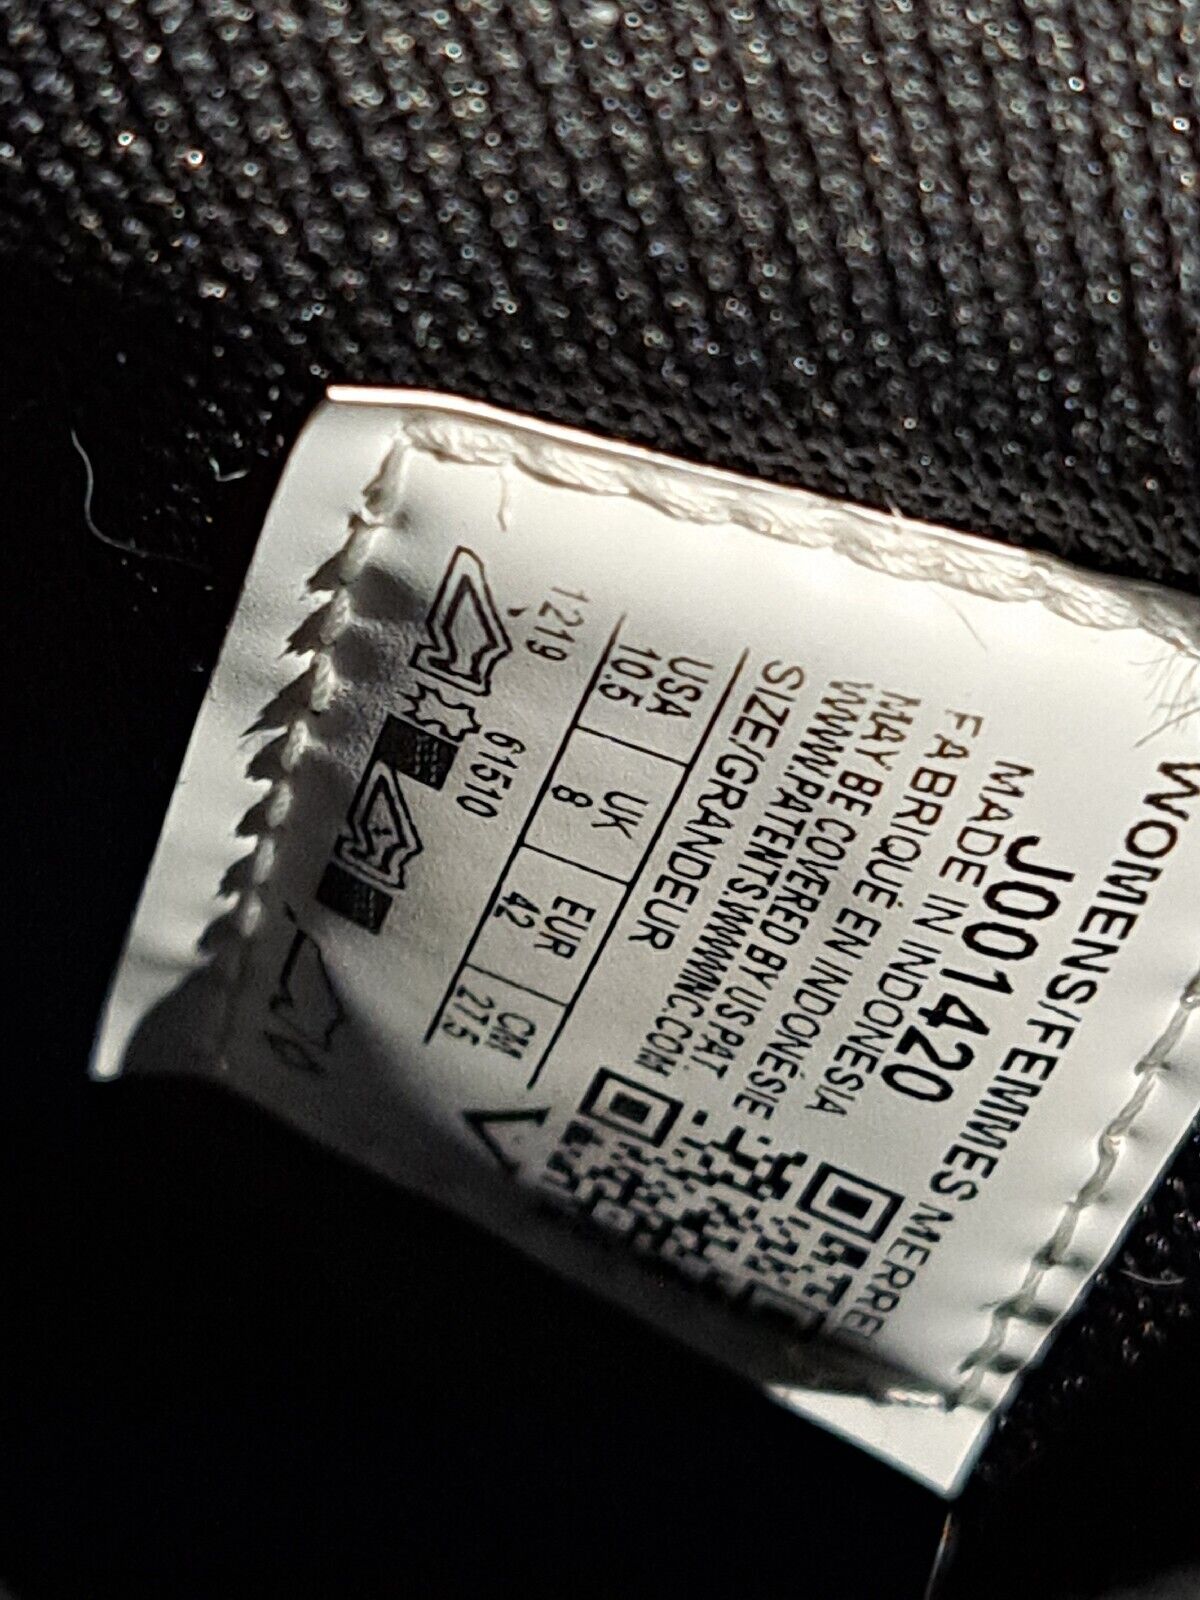 WOMENS/FEMMES MERRE
J001420
MADE IN INDONESIA
FABRIQUÉ EN INDONÉSIE
MAY BE COVERED BY US PAT.
WWW.PATENTS.WWWINC.COM
SIZE/GRANDEUR
USA UK EUR CM
10.5 8 42 27.5
1219 61510